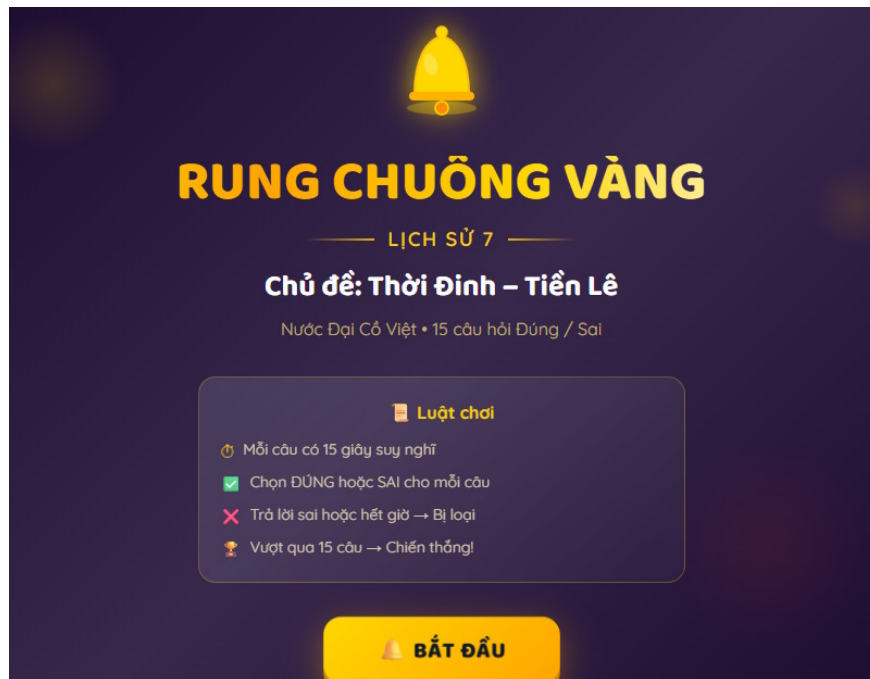 RUNG CHUÔNG VÀNG
LỊCH SỬ 7
Chủ đề: Thời Đinh – Tiền Lê
Nước Đại Cồ Việt • 15 câu hỏi Đúng / Sai
Luật chơi
Mỗi câu có 15 giây suy nghĩ
Chọn ĐÚNG hoặc SAI cho mỗi câu
Trả lời sai hoặc hết giờ → Bị loại
Vượt qua 15 câu → Chiến thắng!
BẮT ĐẦU